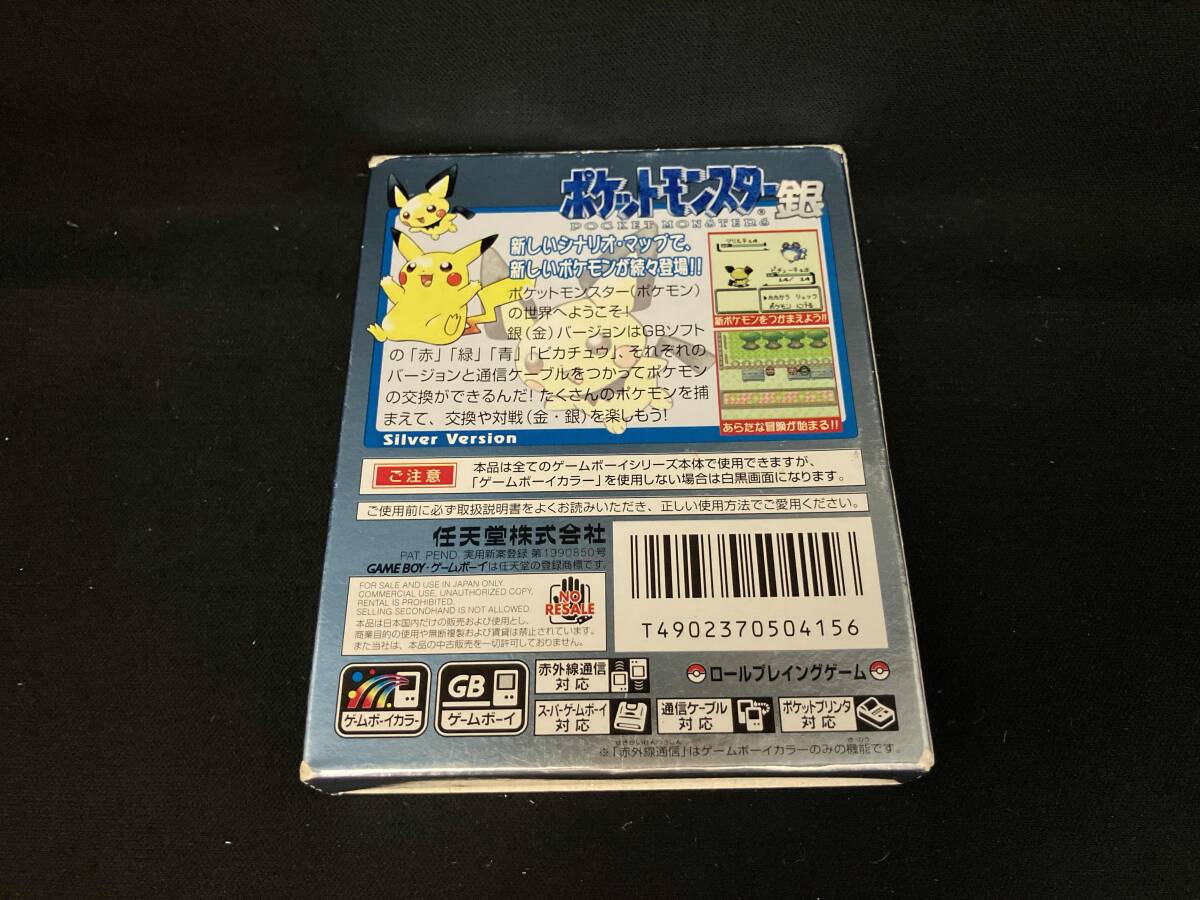 ポケットモンスター銀
POCKET MONSTERS
新しいシナリオ・マップで、
新しいポケモンが続々登場!!
ポケットモンスター(ポケモン)
の世界へようこそ!
銀(金)バージョンはGBソフト
の「赤」「緑」「青」「ピカチュウ」、それぞれの
バージョンと通信ケーブルをつかってポケモン
の交換ができるんだ! たくさんのポケモンを捕
まえて、交換や対戦(金・銀)を楽しもう!
Silver Version
マリル
ピチュー
14/ 14
▶たたかう リュック
ポケモン にげる
新ポケモンをつかまえよう!!
あらたな冒険が始まる!!
ご注意
本品は全てのゲームボーイシリーズ本体で使用できますが、
「ゲームボーイカラー」を使用しない場合は白黒画面になります。
ご使用前に必ず取扱説明書をよくお読みいただき、正しい使用方法でご愛用ください。
任天堂株式会社
PAT. PEND. 実用新案登録 第1990850号
GAME BOY・ゲームボーイは任天堂の登録商標です。
FOR SALE AND USE IN JAPAN ONLY.
COMMERCIAL USE, UNAUTHORIZED COPY,
RENTAL IS PROHIBITED.
SELLING SECONDHAND IS NOT ALLOWED.
本品は日本国内だけの販売および使用とし、
商業目的の使用や無断複製および賃貸は禁止されています。
また当社は、本品の中古販売を一切許可しておりません。
NO
RESALE
T4902370504156
ゲームボーイカラー
GB
ゲームボーイ
赤外線通信
対応
ロールプレイングゲーム
スーパーゲームボーイ
対応
通信ケーブル
対応
ポケットプリンタ
対応
※「赤外線通信」はゲームボーイカラーのみの機能です。